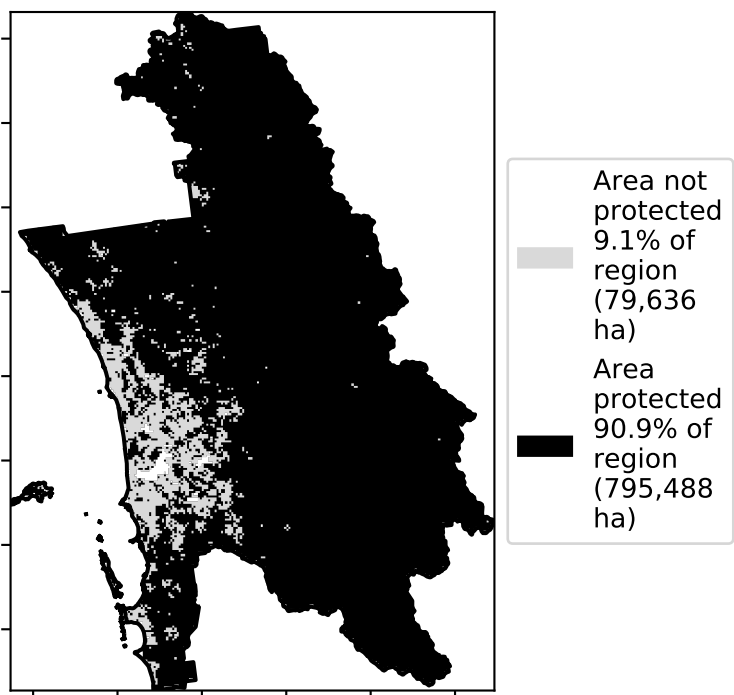 Area not
protected
9.1% of
region
(79,636
ha)
Area
protected
90.9% of
region
(795,488
ha)